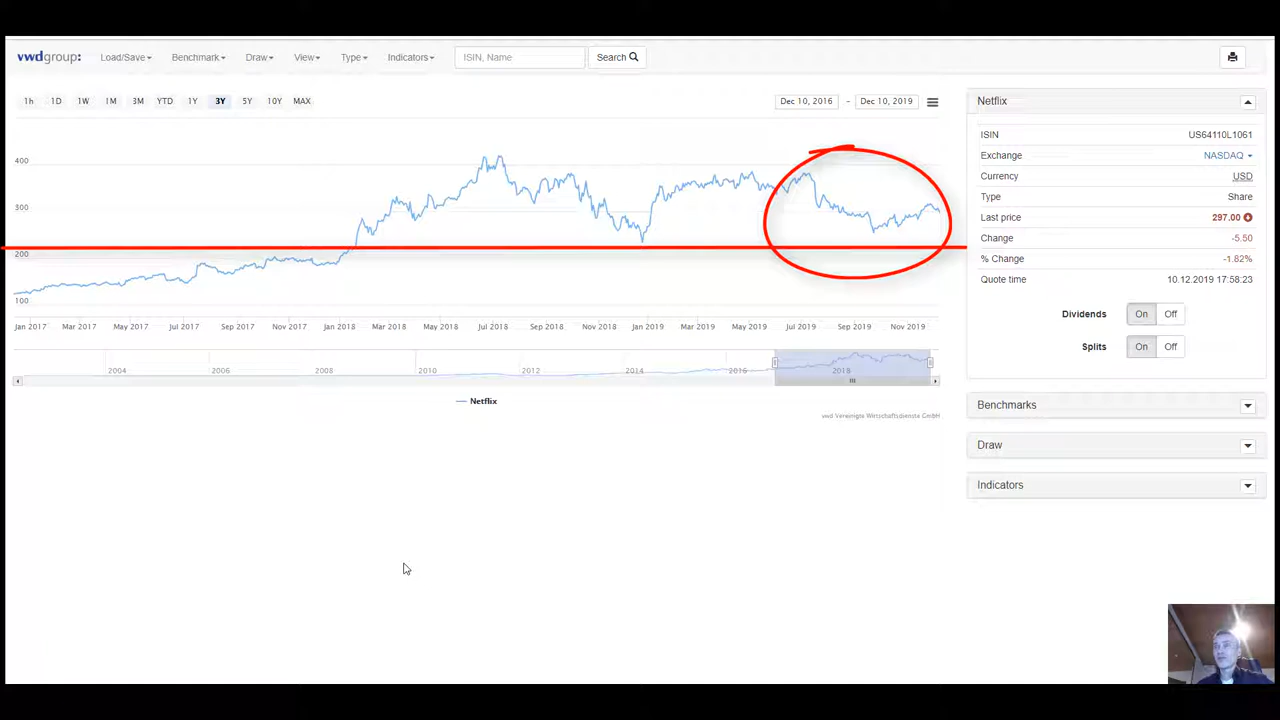 vwdgroup: Load/Save Benchmark Draw View Type Indicators ISIN, Name Search
1h 1D 1W 1M 3M YTD 1Y 3Y 5Y 10Y MAX Dec 10, 2016 - Dec 10, 2019
400
300
200
100
Jan 2017 Mar 2017 May 2017 Jul 2017 Sep 2017 Nov 2017 Jan 2018 Mar 2018 May 2018 Jul 2018 Sep 2018 Nov 2018 Jan 2019 Mar 2019 May 2019 Jul 2019 Sep 2019 Nov 2019
2004 2006 2008 2010 2012 2014 2016 2018
Netflix
vwd Vereinigte Wirtschaftsdienste GmbH
Netflix
ISIN US64110L1061
Exchange NASDAQ
Currency USD
Type Share
Last price 297.00
Change -5.50
% Change -1.82%
Quote time 10.12.2019 17:58:23
Dividends On Off
Splits On Off
Benchmarks
Draw
Indicators